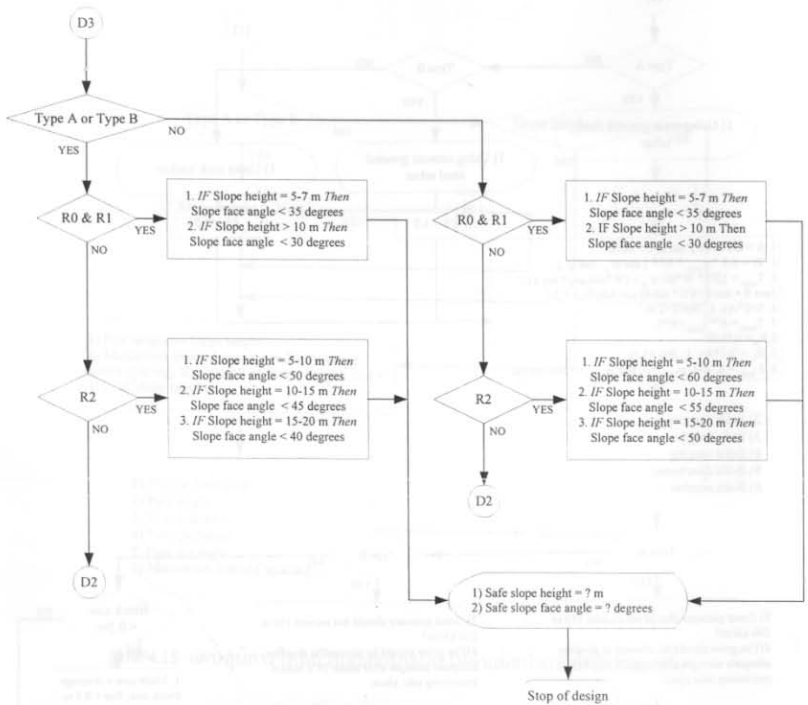 D3
Type A or Type B
NO
YES
R0 & R1
YES
NO
1. IF Slope height = 5-7 m Then
Slope face angle < 35 degrees
2. IF Slope height > 10 m Then
Slope face angle < 30 degrees
R0 & R1
YES
NO
1. IF Slope height = 5-7 m Then
Slope face angle < 35 degrees
2. IF Slope height > 10 m Then
Slope face angle < 30 degrees
R2
YES
NO
1. IF Slope height = 5-10 m Then
Slope face angle < 50 degrees
2. IF Slope height = 10-15 m Then
Slope face angle < 45 degrees
3. IF Slope height = 15-20 m Then
Slope face angle < 40 degrees
R2
YES
NO
1. IF Slope height = 5-10 m Then
Slope face angle < 60 degrees
2. IF Slope height = 10-15 m Then
Slope face angle < 55 degrees
3. IF Slope height = 15-20 m Then
Slope face angle < 50 degrees
D2
D2
1) Safe slope height = ? m
2) Safe slope face angle = ? degrees
Stop of design